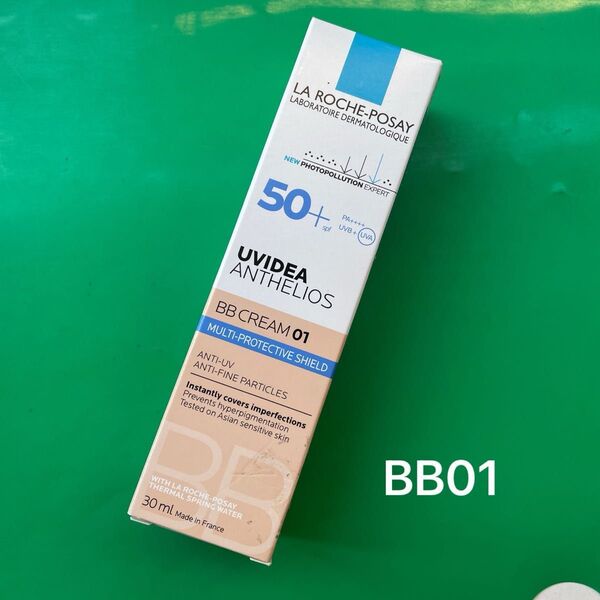 LA ROCHE-POSAY
LABORATOIRE DERMATOLOGIQUE
NEW PHOTOPOLLUTION EXPERT
50+
spf
PA++++
UVB + UVA
UVIDEA
ANTHELIOS
BB CREAM 01
MULTI-PROTECTIVE SHIELD
ANTI-UV
ANTI-FINE PARTICLES
Instantly covers imperfections
Prevents hyperpigmentation
Tested on Asian sensitive skin
BB
WITH LA ROCHE-POSAY
THERMAL SPRING WATER
30 ml Made in France
BB01